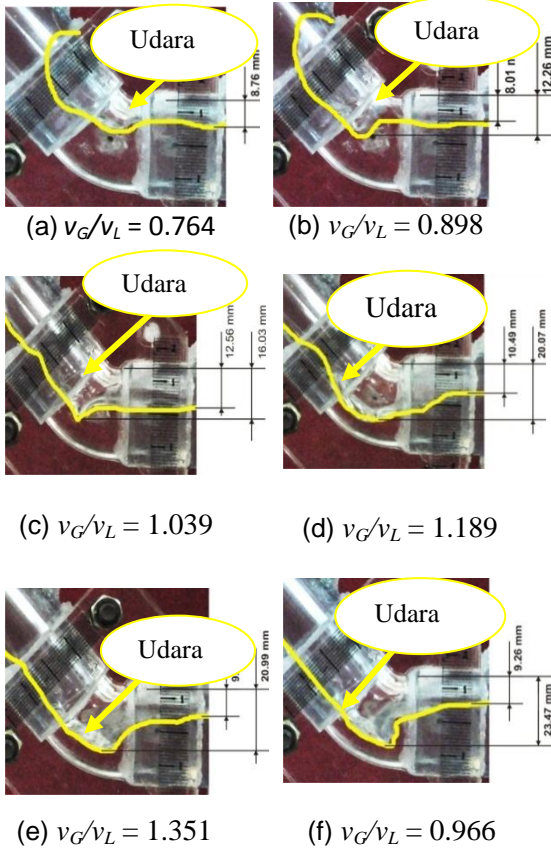 Udara
8.76 mm
Udara
8.01
12.26 mm
(a) vG/vL = 0.764
(b) vG/vL = 0.898
Udara
12.56 mm
16.03 mm
Udara
10.49 mm
20.07 mm
(c) vG/vL = 1.039
(d) vG/vL = 1.189
Udara
20.99 mm
Udara
9.26 mm
23.47 mm
(e) vG/vL = 1.351
(f) vG/vL = 0.966